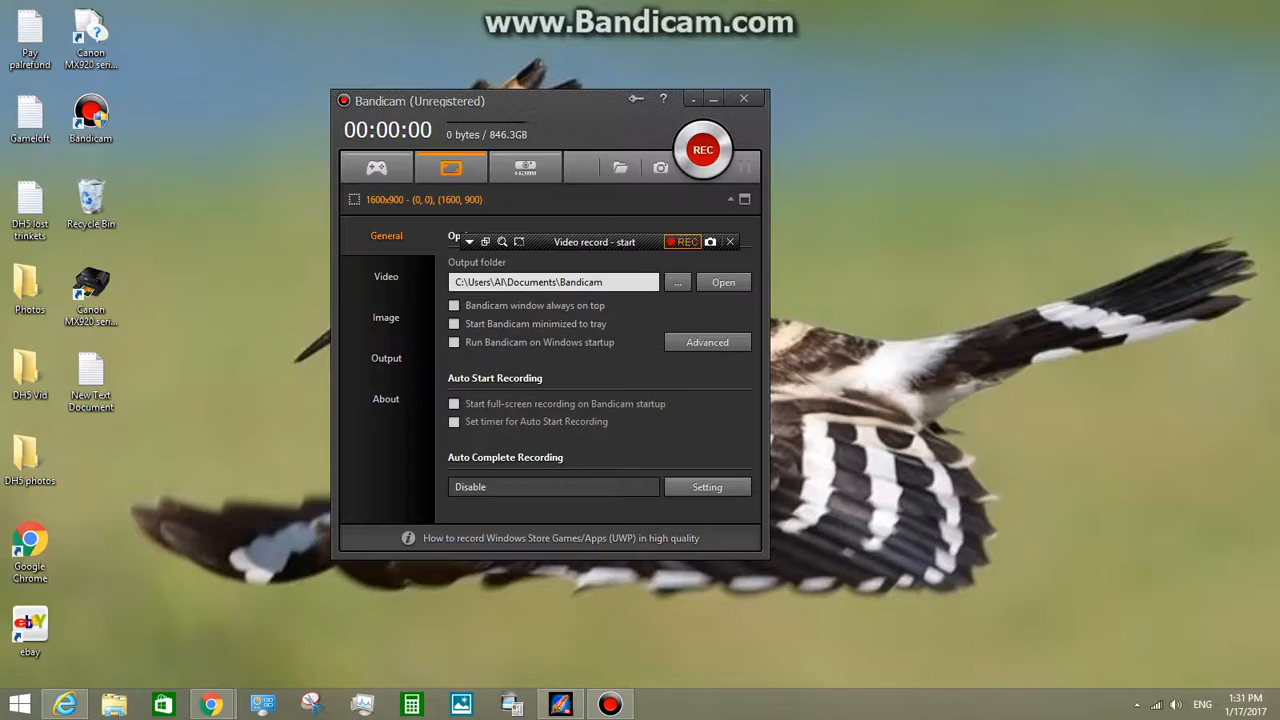 www.Bandicam.com
Pay
palrefund
Canon
MX920 seri...
Gameloft
Bandicam
DH5 lost
trinkets
Recycle Bin
Photos
Canon
MX920 seri...
DH5 Vid
New Text
Document
DH5 photos
Google
Chrome
ebay
ebay
Bandicam (Unregistered)
?
00:00:00
0 bytes / 846.3GB
REC
HDMI
1600x900 - (0, 0), (1600, 900)
General
Video
Image
Output
About
Op
Video record - start
REC
Output folder
C:\Users\Al\Documents\Bandicam
...
Open
Bandicam window always on top
Start Bandicam minimized to tray
Run Bandicam on Windows startup
Advanced
Auto Start Recording
Start full-screen recording on Bandicam startup
Set timer for Auto Start Recording
Auto Complete Recording
Disable
Setting
How to record Windows Store Games/Apps (UWP) in high quality
ENG
1:31 PM
1/17/2017